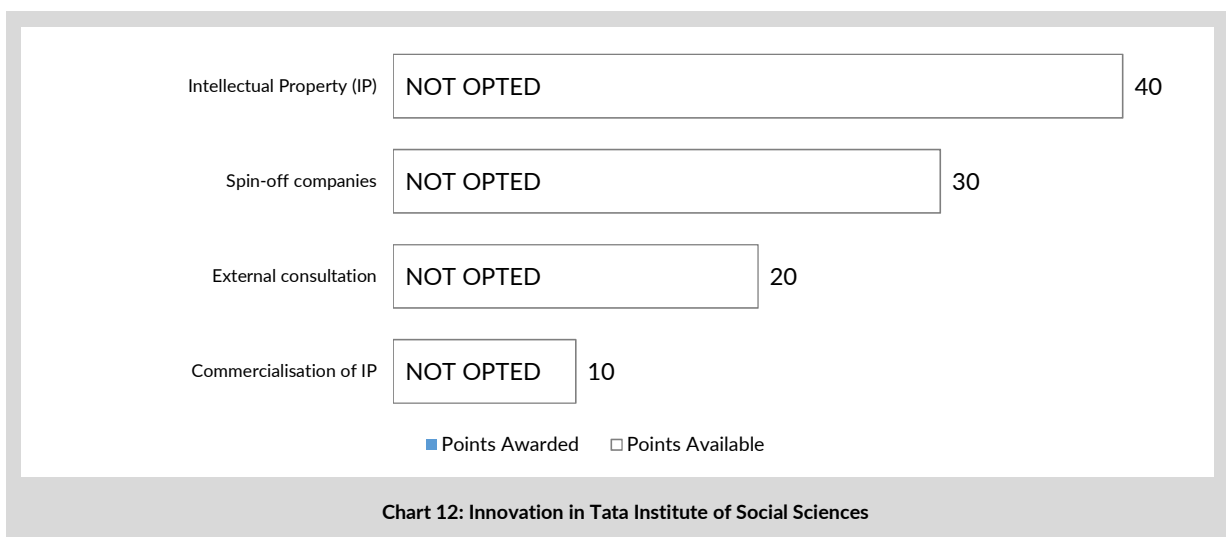 Intellectual Property (IP) NOT OPTED 40
Spin-off companies NOT OPTED 30
External consultation NOT OPTED 20
Commercialisation of IP NOT OPTED 10
Points Awarded Points Available
Chart 12: Innovation in Tata Institute of Social Sciences